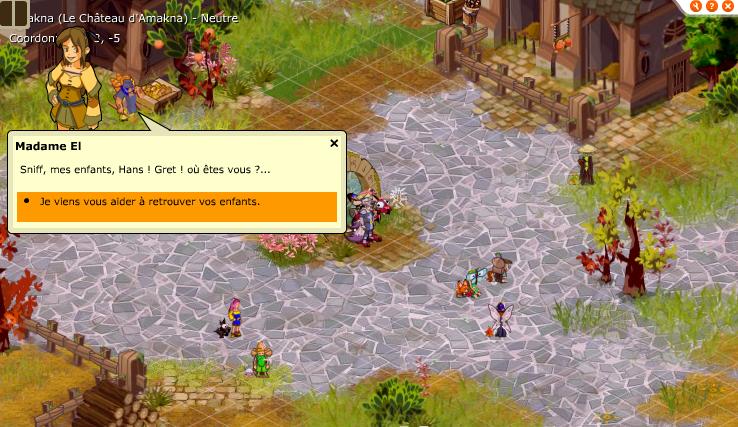 akna (Le Château d'Amakna) - Neutre
Coordon , -5
Madame El
Sniff, mes enfants, Hans ! Gret ! où êtes vous ?...
Je viens vous aider à retrouver vos enfants.